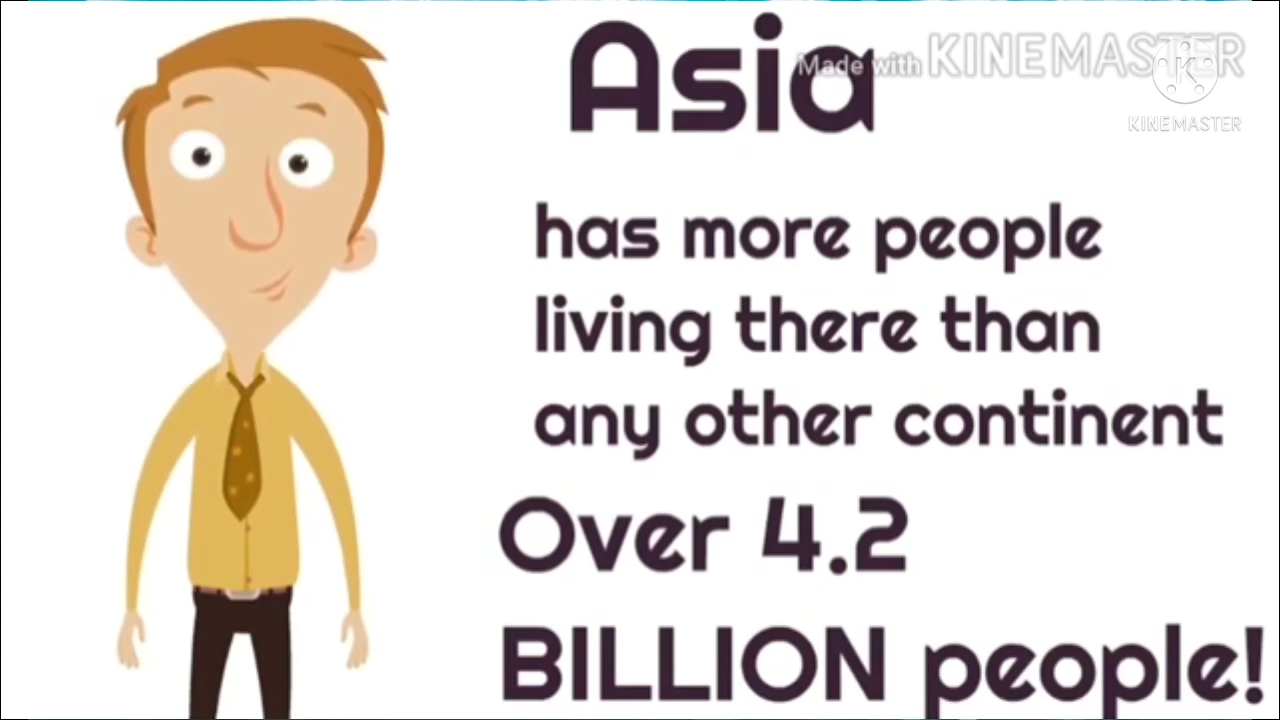 Asia
Made with KINEMASTER
K
KINEMASTER
has more people
living there than
any other continent
Over 4.2
BILLION people!